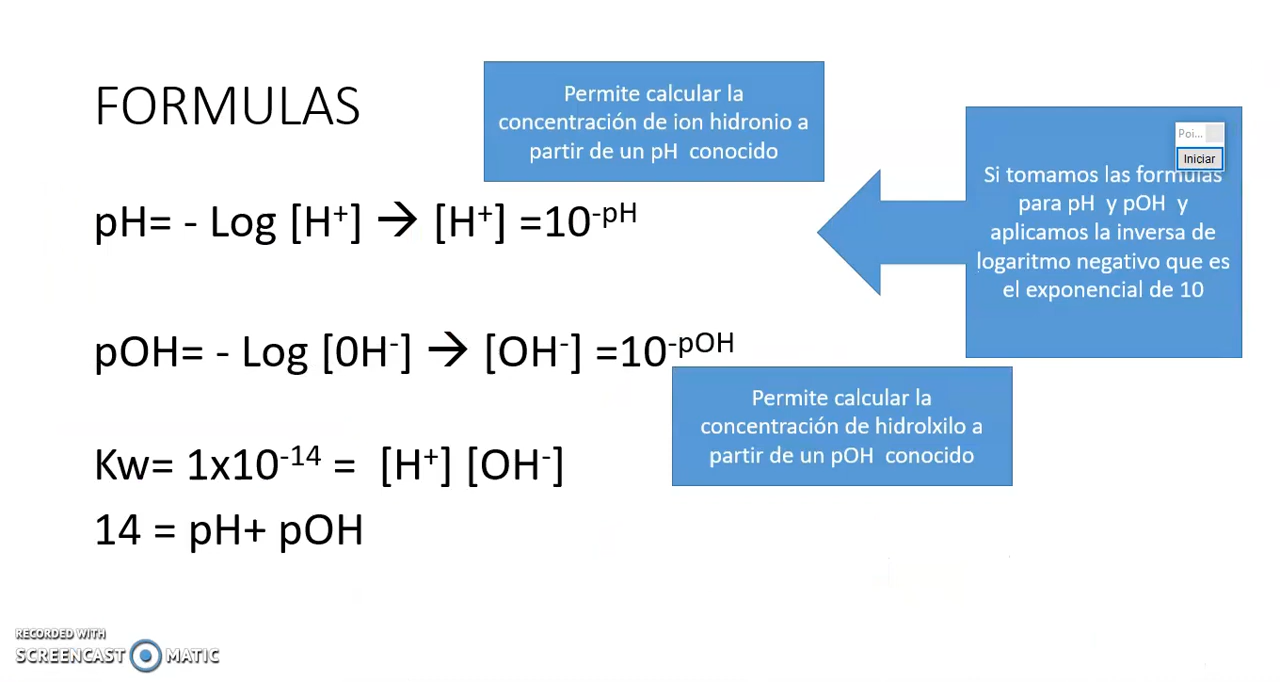 FORMULAS
Permite calcular la
concentración de ion hidronio a
partir de un pH conocido
Poi...
Iniciar
Si tomamos las formulas
para pH y pOH y
aplicamos la inversa de
logaritmo negativo que es
el exponencial de 10
pH= - Log [H⁺] → [H⁺] =10⁻ᵖᴴ
pOH= - Log [0H⁻] → [OH⁻] =10⁻ᵖᴼᴴ
Permite calcular la
concentración de hidrolxilo a
partir de un pOH conocido
Kw= 1x10⁻¹⁴ = [H⁺] [OH⁻]
14 = pH+ pOH
RECORDED WITH
SCREENCAST MATIC